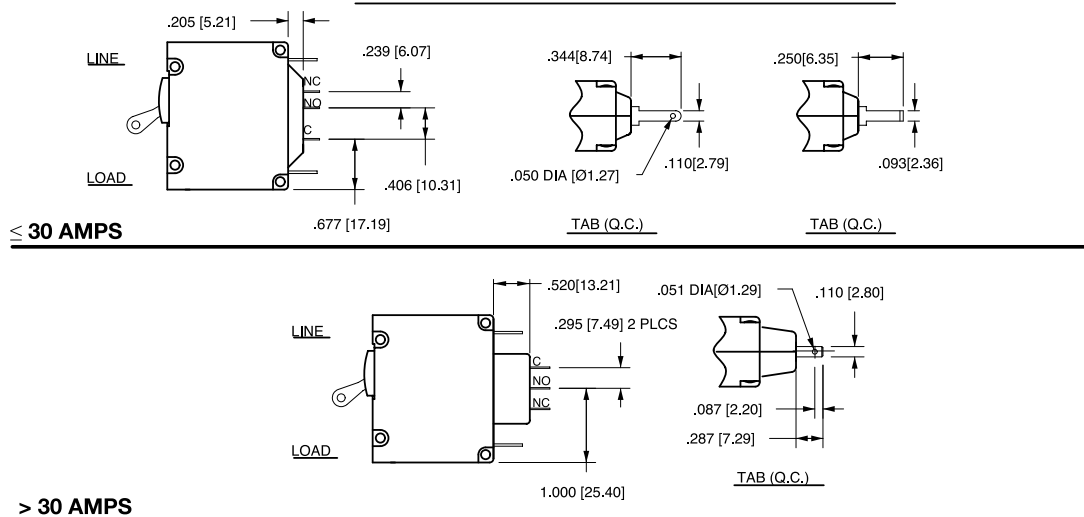 .205 [5.21]
LINE
.239 [6.07]
NC
NO
C
LOAD
.406 [10.31]
.677 [17.19]
.344[8.74]
.110[2.79]
.050 DIA [Ø1.27]
TAB (Q.C.)
.250[6.35]
.093[2.36]
TAB (Q.C.)
≤ 30 AMPS
.520[13.21]
LINE
.295 [7.49] 2 PLCS
C
NO
NC
LOAD
1.000 [25.40]
.051 DIA[Ø1.29]
.110 [2.80]
.087 [2.20]
.287 [7.29]
TAB (Q.C.)
> 30 AMPS